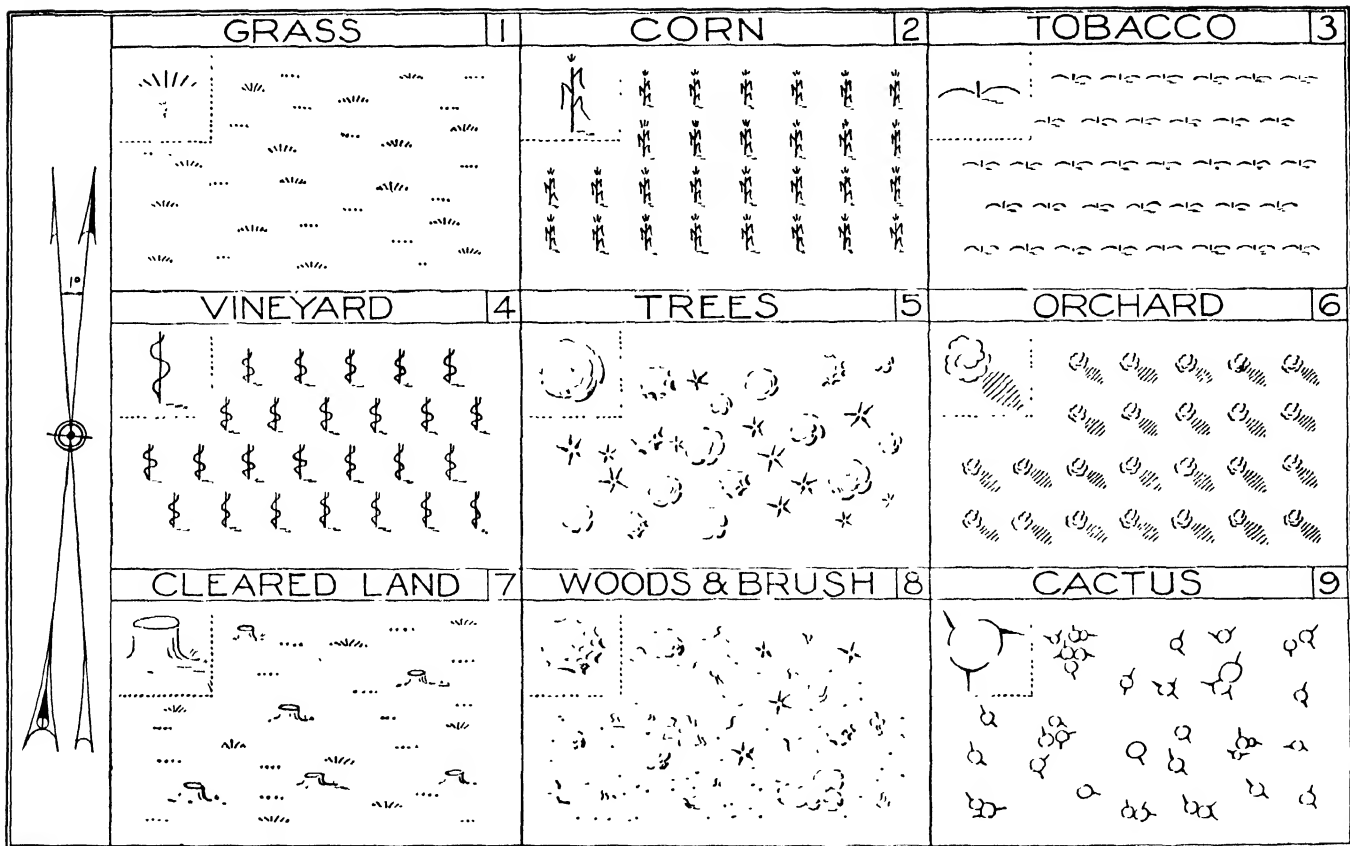 GRASS 1
CORN 2
TOBACCO 3
1°
VINEYARD 4
TREES 5
ORCHARD 6
CLEARED LAND 7
WOODS & BRUSH 8
CACTUS 9